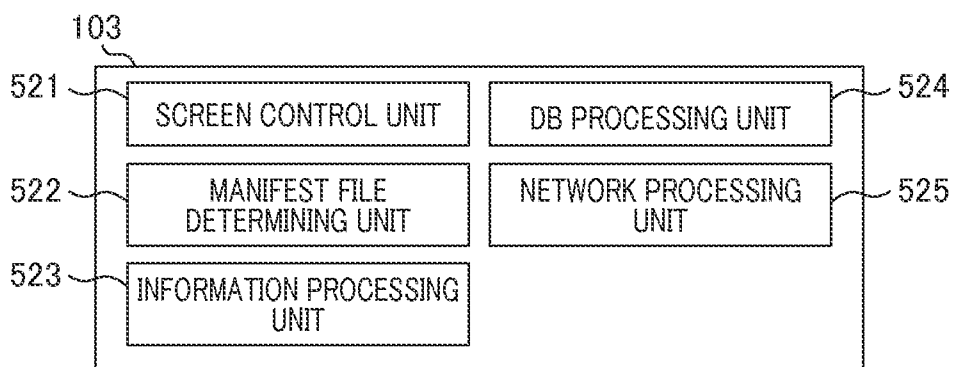 103
521
SCREEN CONTROL UNIT
524
DB PROCESSING UNIT
522
MANIFEST FILE
DETERMINING UNIT
525
NETWORK PROCESSING
UNIT
523
INFORMATION PROCESSING
UNIT